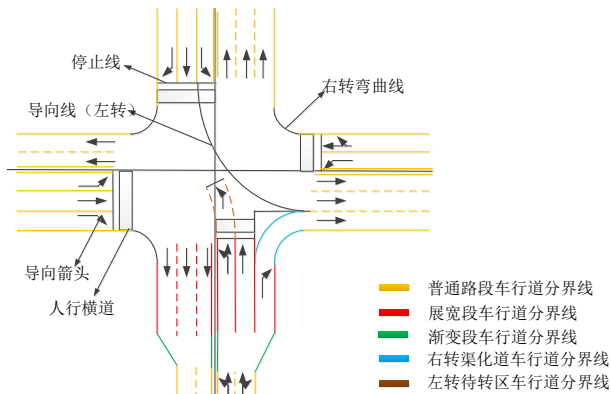 停止线
右转弯曲线
导向线（左转）
导向箭头
人行横道
普通路段车行道分界线
展宽段车行道分界线
渐变段车行道分界线
右转渠化道车行道分界线
左转待转区车行道分界线